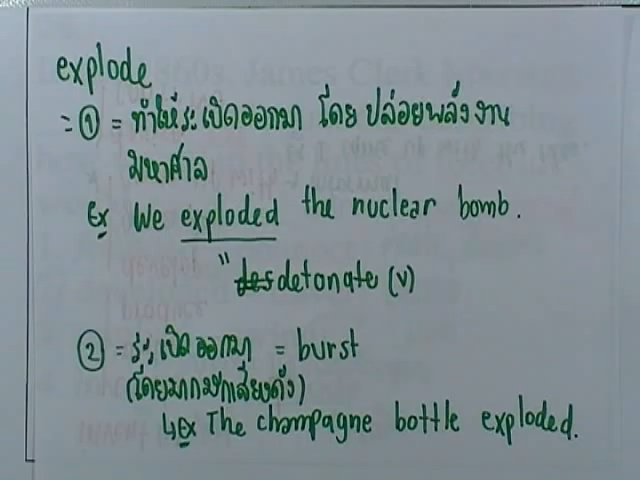 explode
= ① = ทำให้ระเบิดออกมา โดย ปล่อยพลังงาน
มหาศาล
Ex We exploded the nuclear bomb.
" detonate (v)
② = ระเบิดออกมา = burst
(โดยมากมักเสียงดัง)
↳ Ex The champagne bottle exploded.